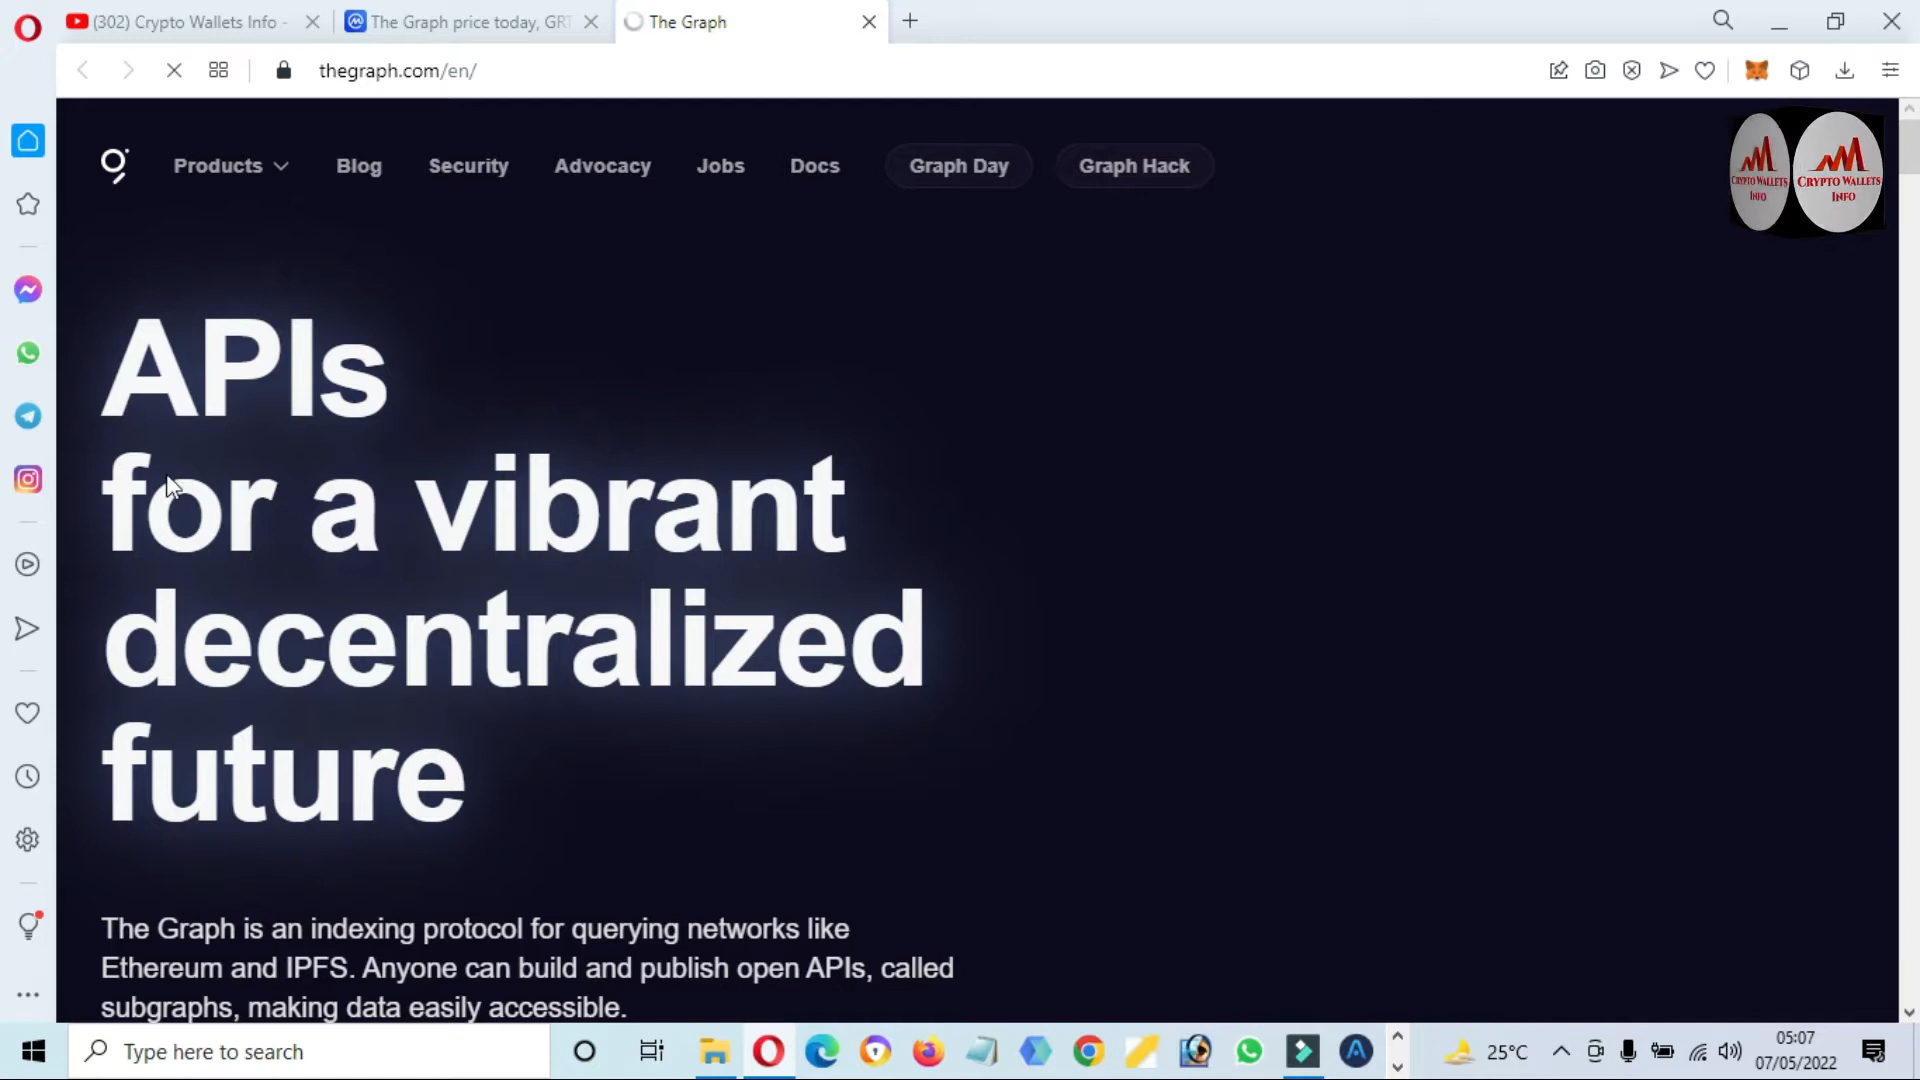 (302) Crypto Wallets Info -
The Graph price today, GRT
The Graph
thegraph.com/en/
Products
Blog
Security
Advocacy
Jobs
Docs
Graph Day
Graph Hack
CRYPTO WALLETS
INFO
CRYPTO WALLETS
INFO
APIs
for a vibrant
decentralized
future
The Graph is an indexing protocol for querying networks like
Ethereum and IPFS. Anyone can build and publish open APIs, called
subgraphs, making data easily accessible.
Type here to search
25°C
05:07
07/05/2022